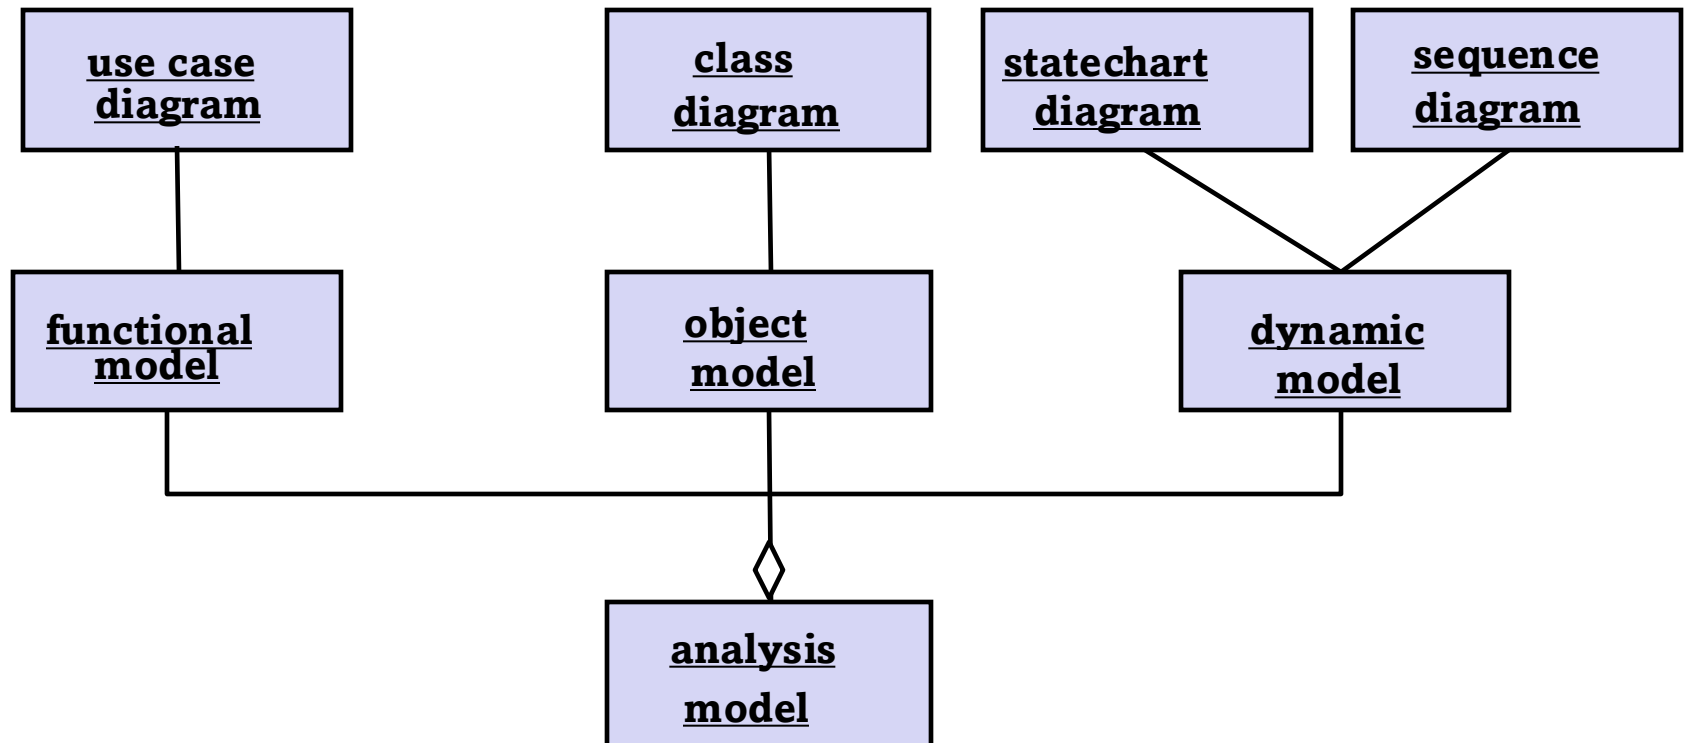 use case
diagram
class
diagram
statechart
diagram
sequence
diagram
functional
model
object
model
dynamic
model
analysis
model